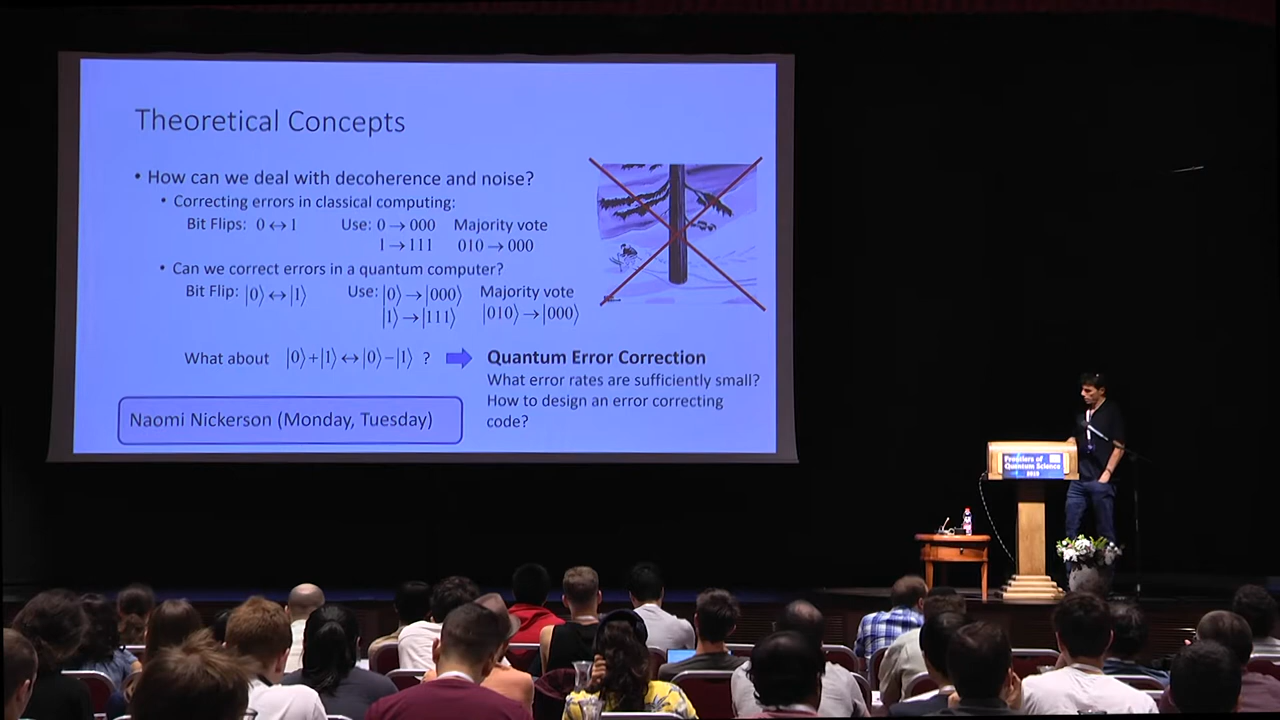 Theoretical Concepts
• How can we deal with decoherence and noise?
• Correcting errors in classical computing:
Bit Flips: 0 ↔ 1 Use: 0 → 000 Majority vote
1 → 111 010 → 000
• Can we correct errors in a quantum computer?
Bit Flip: |0⟩ ↔ |1⟩ Use: |0⟩ → |000⟩ Majority vote
|1⟩ → |111⟩ |010⟩ → |000⟩
What about |0⟩+|1⟩ ↔ |0⟩−|1⟩ ? Quantum Error Correction
What error rates are sufficiently small?
How to design an error correcting
code?
Naomi Nickerson (Monday, Tuesday)
Frontiers of
Quantum Science